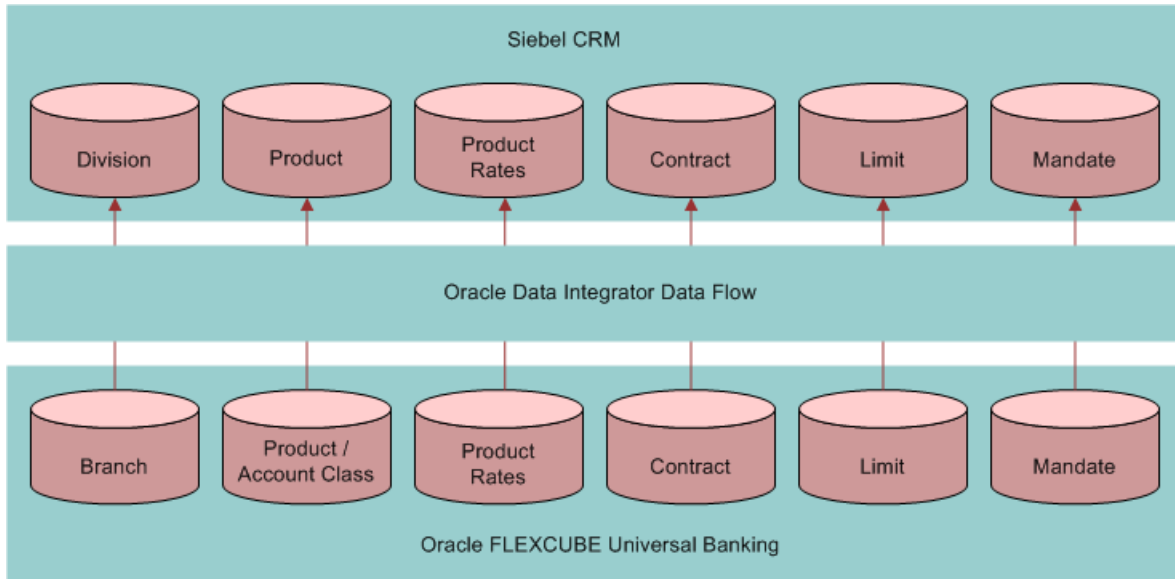 Siebel CRM
Division
Product
Product
Rates
Contract
Limit
Mandate
Oracle Data Integrator Data Flow
Branch
Product /
Account Class
Product
Rates
Contract
Limit
Mandate
Oracle FLEXCUBE Universal Banking